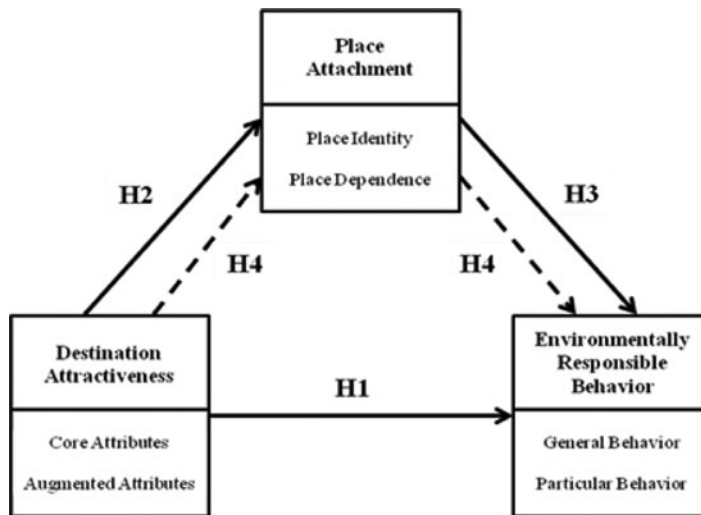 Place
Attachment
Place Identity
Place Dependence
H2
H3
H4
H4
Destination
Attractiveness
Core Attributes
Augmented Attributes
H1
Environmentally
Responsible
Behavior
General Behavior
Particular Behavior